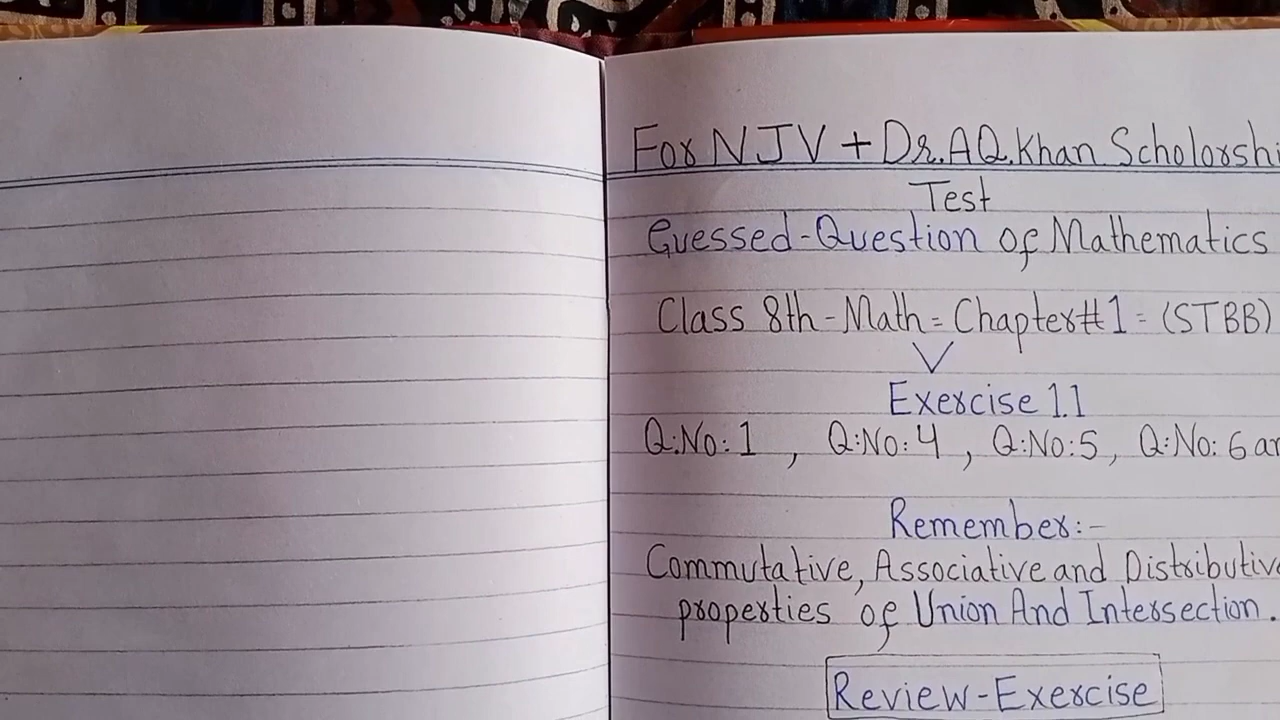 For NJV + Dr. AQ. Khan Scholorshi
Test
Guessed-Question of Mathematics
Class 8th - Math = Chapter#1 = (STBB)
Exercise 1.1
Q:No:1 , Q:No:4 , Q:No:5, Q:No:6 an
Remember:-
Commutative, Associative and Distributive
properties of Union And Intersection.
Review-Exercise